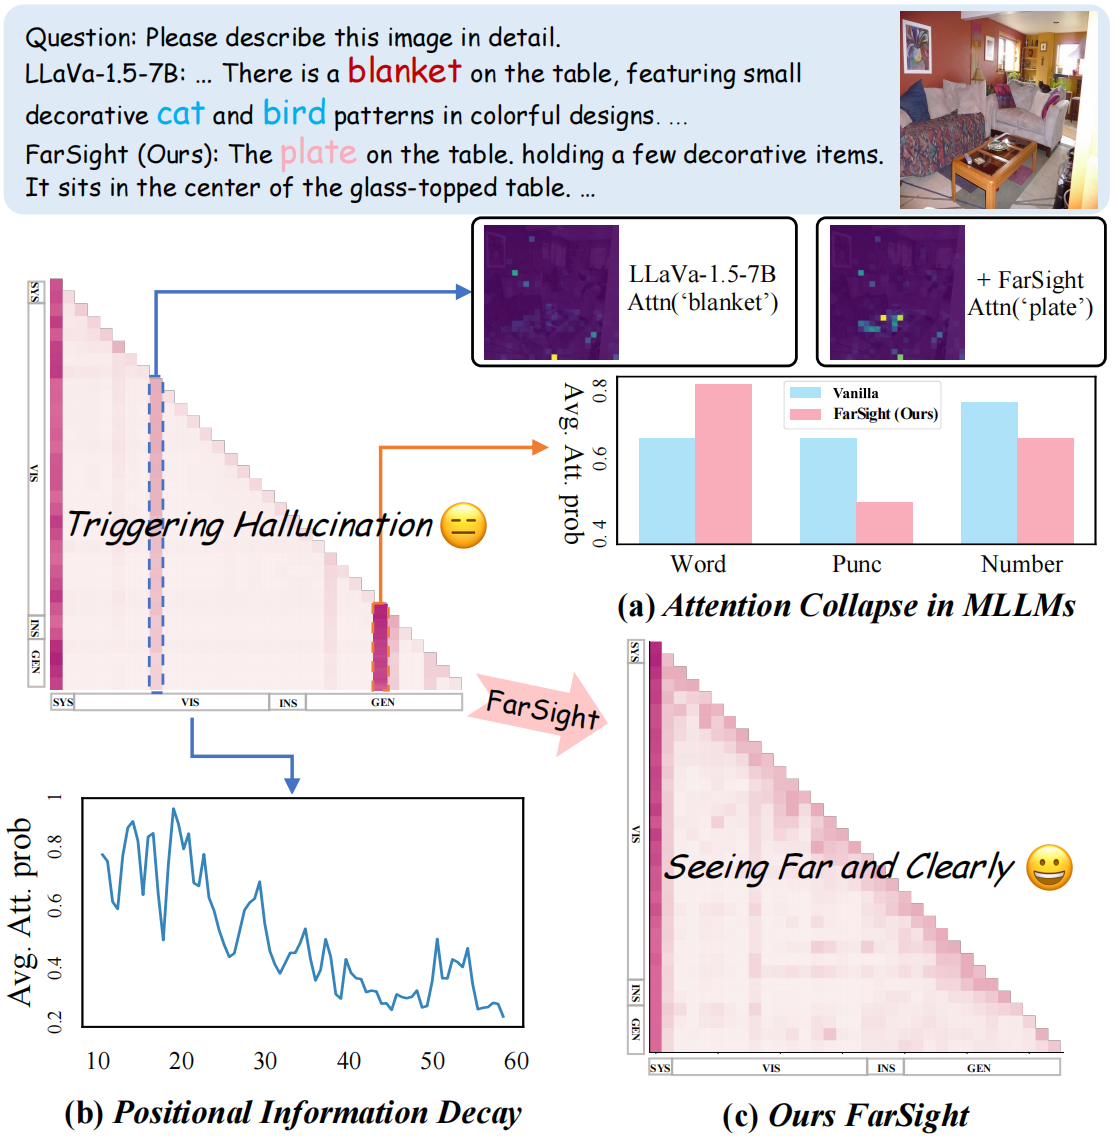 Question: Please describe this image in detail.
LLaVa-1.5-7B: ... There is a blanket on the table, featuring small
decorative cat and bird patterns in colorful designs. ...
FarSight (Ours): The plate on the table. holding a few decorative items.
It sits in the center of the glass-topped table. ...
LLaVa-1.5-7B
Attn(‘blanket’)
+ FarSight
Attn(‘plate’)
SYS
VIS
INS
GEN
Triggering Hallucination
SYS
VIS
INS
GEN
Avg. Att. prob
0.8
0.6
0.4
Vanilla
FarSight (Ours)
Word
Punc
Number
(a) Attention Collapse in MLLMs
FarSight
Avg. Att. prob
1
0.8
0.6
0.4
0.2
10
20
30
40
50
60
(b) Positional Information Decay
SYS
VIS
INS
GEN
Seeing Far and Clearly
SYS
VIS
INS
GEN
(c) Ours FarSight